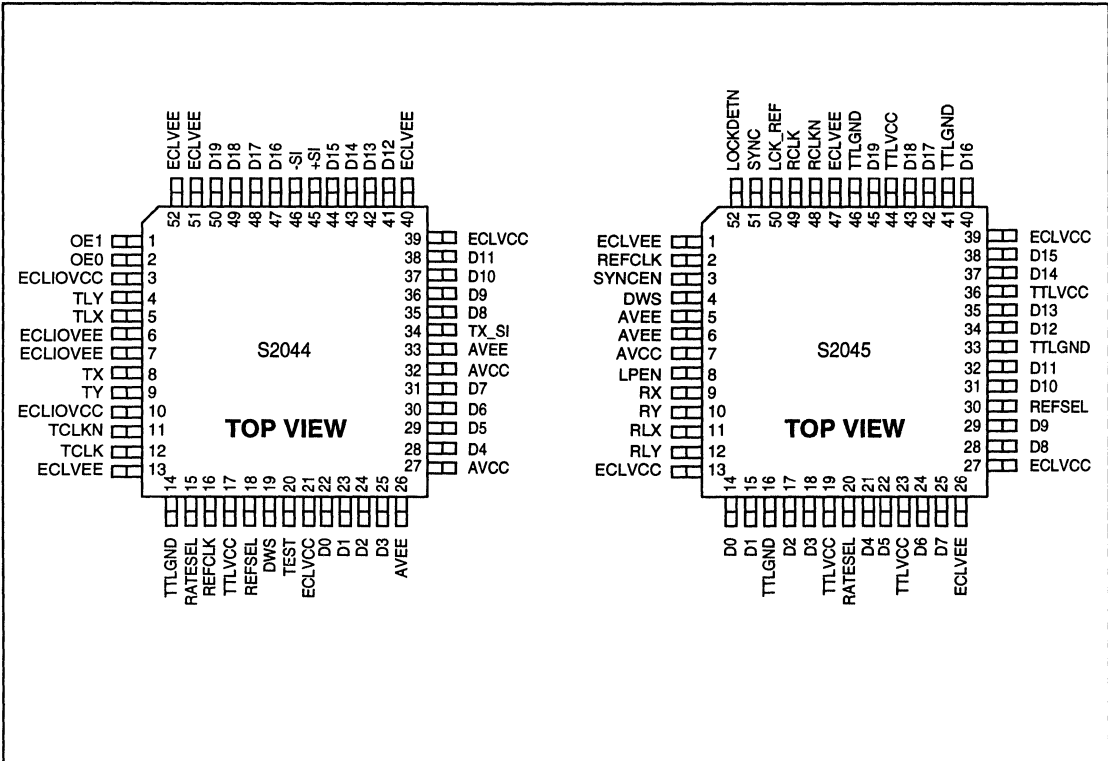 ECLVEE ECLVEE D19 D18 D17 D16 -SI +SI D15 D14 D13 D12 ECLVEE
52 51 50 49 48 47 46 45 44 43 42 41 40
OE1 1
OE0 2
ECLIOVCC 3
TLY 4
TLX 5
ECLIOVEE 6
ECLIOVEE 7
TX 8
TY 9
ECLIOVCC 10
TCLKN 11
TCLK 12
ECLVEE 13
S2044
TOP VIEW
39 ECLVCC
38 D11
37 D10
36 D9
35 D8
34 TX_SI
33 AVEE
32 AVCC
31 D7
30 D6
29 D5
28 D4
27 AVCC
14 15 16 17 18 19 20 21 22 23 24 25 26
TTLGND RATESEL REFCLK TTLVCC REFSEL DWS TEST ECLVCC D0 D1 D2 D3 AVEE
LOCKDETN SYNC LCK_REF RCLK RCLKN ECLVEE TTLGND D19 TTLVCC D18 D17 TTLGND D16
52 51 50 49 48 47 46 45 44 43 42 41 40
ECLVEE 1
REFCLK 2
SYNCEN 3
DWS 4
AVEE 5
AVEE 6
AVCC 7
LPEN 8
RX 9
RY 10
RLX 11
RLY 12
ECLVCC 13
S2045
TOP VIEW
39 ECLVCC
38 D15
37 D14
36 TTLVCC
35 D13
34 D12
33 TTLGND
32 D11
31 D10
30 REFSEL
29 D9
28 D8
27 ECLVCC
14 15 16 17 18 19 20 21 22 23 24 25 26
D0 D1 TTLGND D2 D3 TTLVCC RATESEL D4 D5 TTLVCC D6 D7 ECLVEE